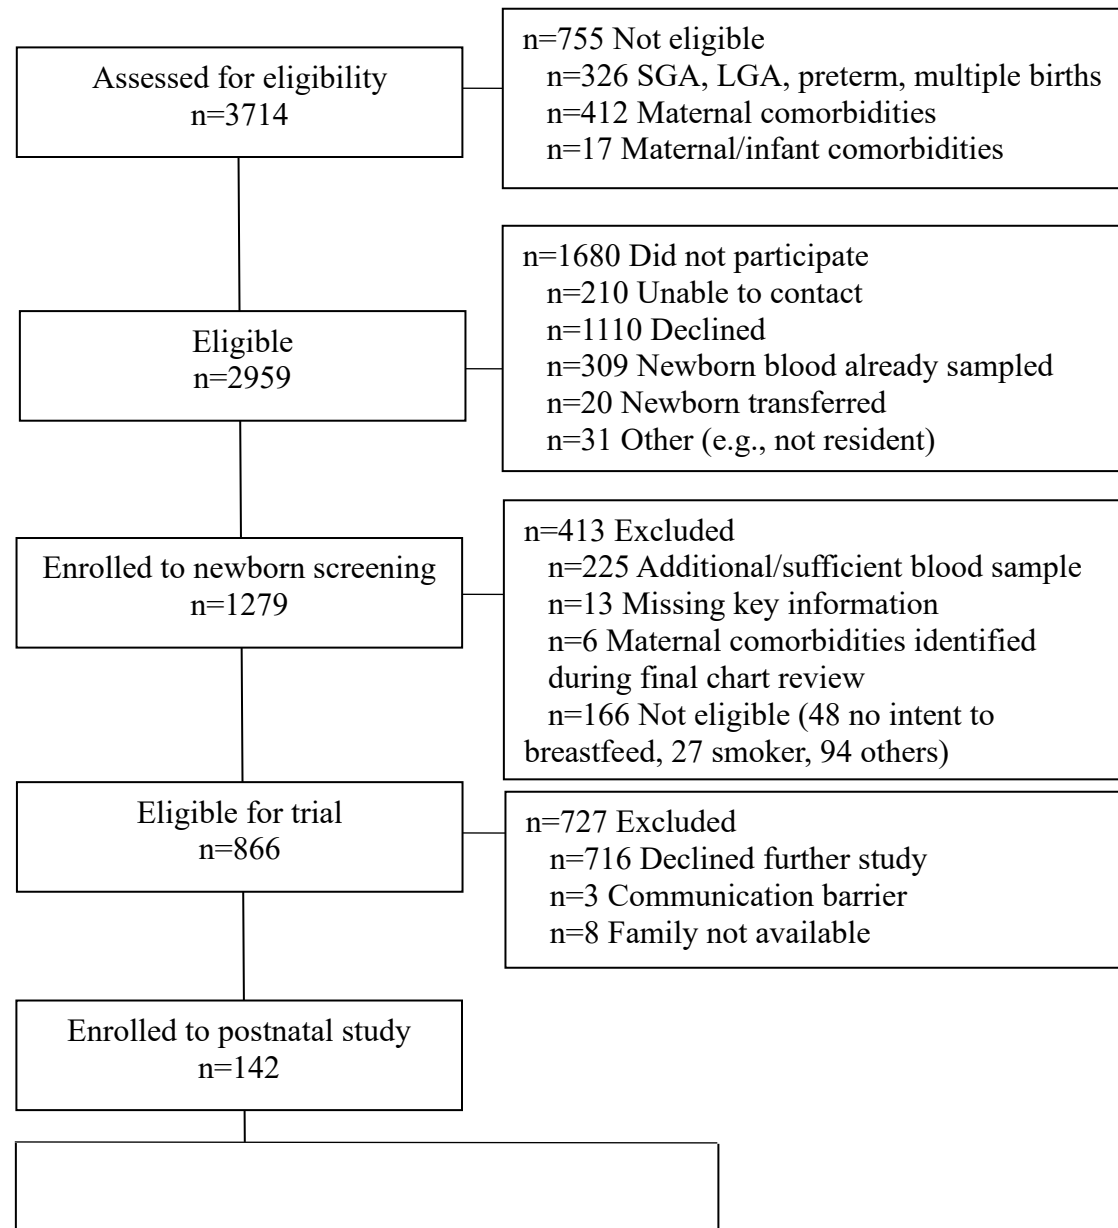 Assessed for eligibility
n=3714
n=755 Not eligible
n=326 SGA, LGA, preterm, multiple births
n=412 Maternal comorbidities
n=17 Maternal/infant comorbidities
Eligible
n=2959
n=1680 Did not participate
n=210 Unable to contact
n=1110 Declined
n=309 Newborn blood already sampled
n=20 Newborn transferred
n=31 Other (e.g., not resident)
Enrolled to newborn screening
n=1279
n=413 Excluded
n=225 Additional/sufficient blood sample
n=13 Missing key information
n=6 Maternal comorbidities identified
during final chart review
n=166 Not eligible (48 no intent to
breastfeed, 27 smoker, 94 others)
Eligible for trial
n=866
n=727 Excluded
n=716 Declined further study
n=3 Communication barrier
n=8 Family not available
Enrolled to postnatal study
n=142